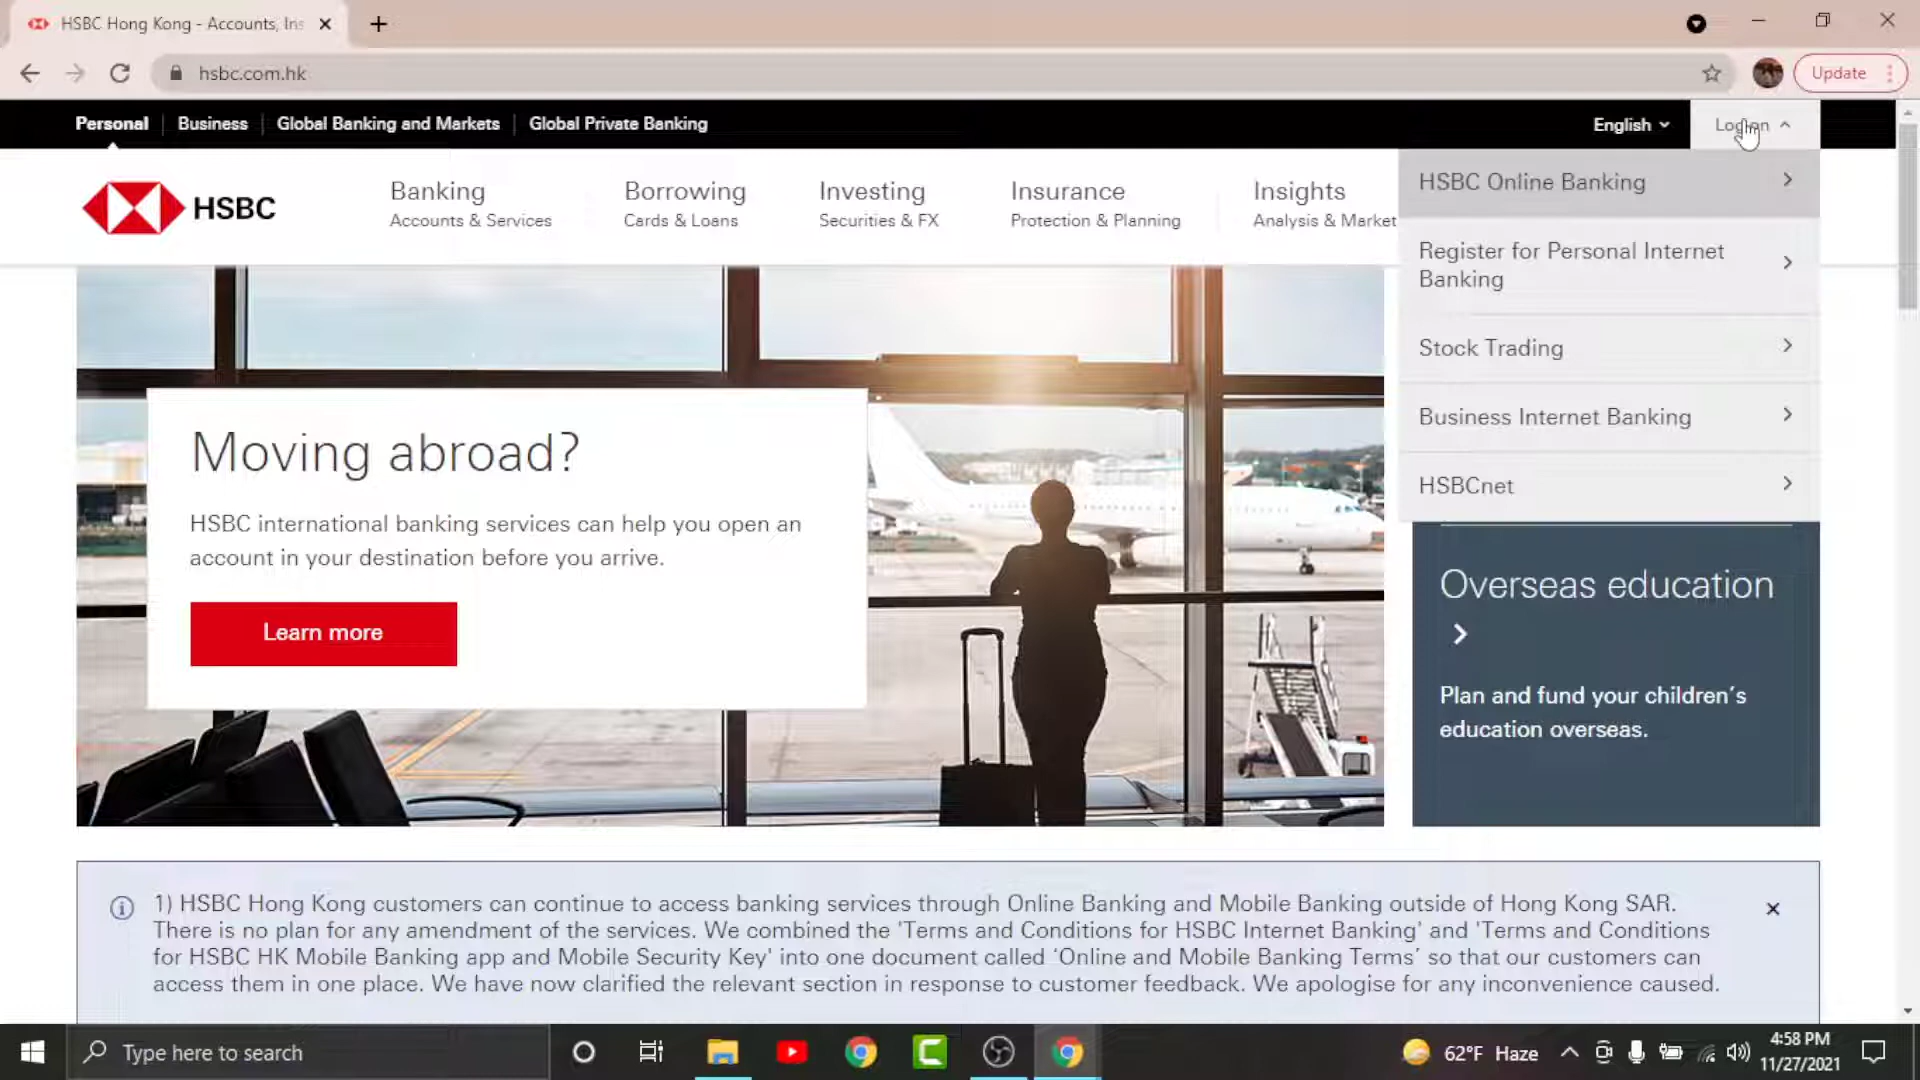 HSBC Hong Kong - Accounts, Ins
hsbc.com.hk
Update
Personal
Business
Global Banking and Markets
Global Private Banking
English
Log on
HSBC
Banking
Accounts & Services
Borrowing
Cards & Loans
Investing
Securities & FX
Insurance
Protection & Planning
Insights
Analysis & Market
HSBC Online Banking
Register for Personal Internet
Banking
Stock Trading
Business Internet Banking
HSBCnet
Moving abroad?
HSBC international banking services can help you open an
account in your destination before you arrive.
Learn more
Overseas education
Plan and fund your children's
education overseas.
1) HSBC Hong Kong customers can continue to access banking services through Online Banking and Mobile Banking outside of Hong Kong SAR.
There is no plan for any amendment of the services. We combined the 'Terms and Conditions for HSBC Internet Banking' and 'Terms and Conditions
for HSBC HK Mobile Banking app and Mobile Security Key' into one document called ‘Online and Mobile Banking Terms’ so that our customers can
access them in one place. We have now clarified the relevant section in response to customer feedback. We apologise for any inconvenience caused.
Type here to search
62°F Haze
4:58 PM
11/27/2021